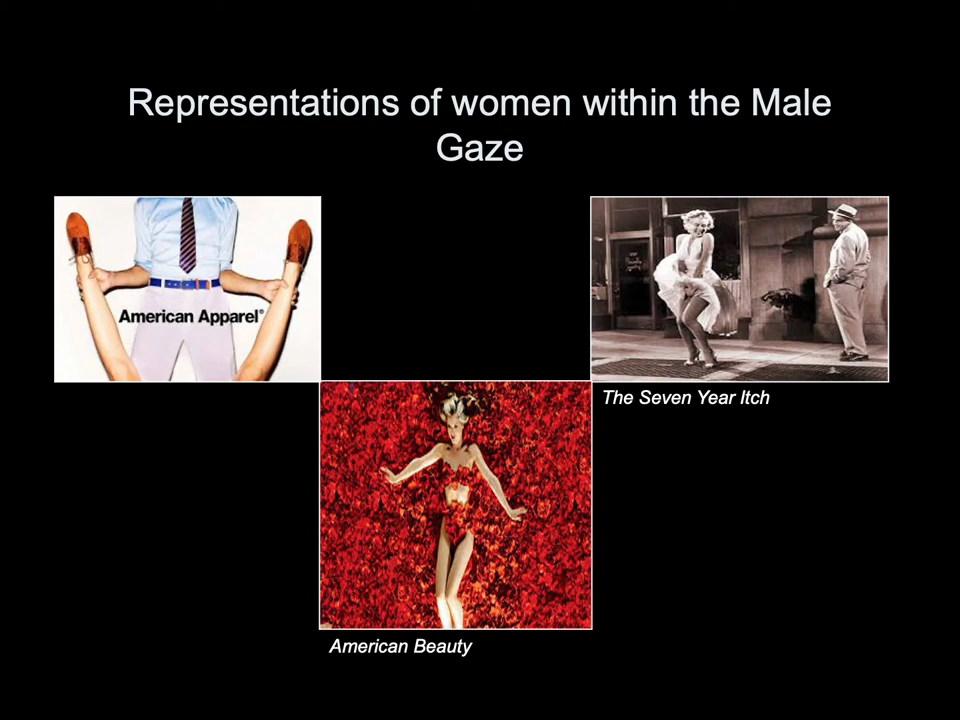 Representations of women within the Male
Gaze
American Apparel®
The Seven Year Itch
American Beauty